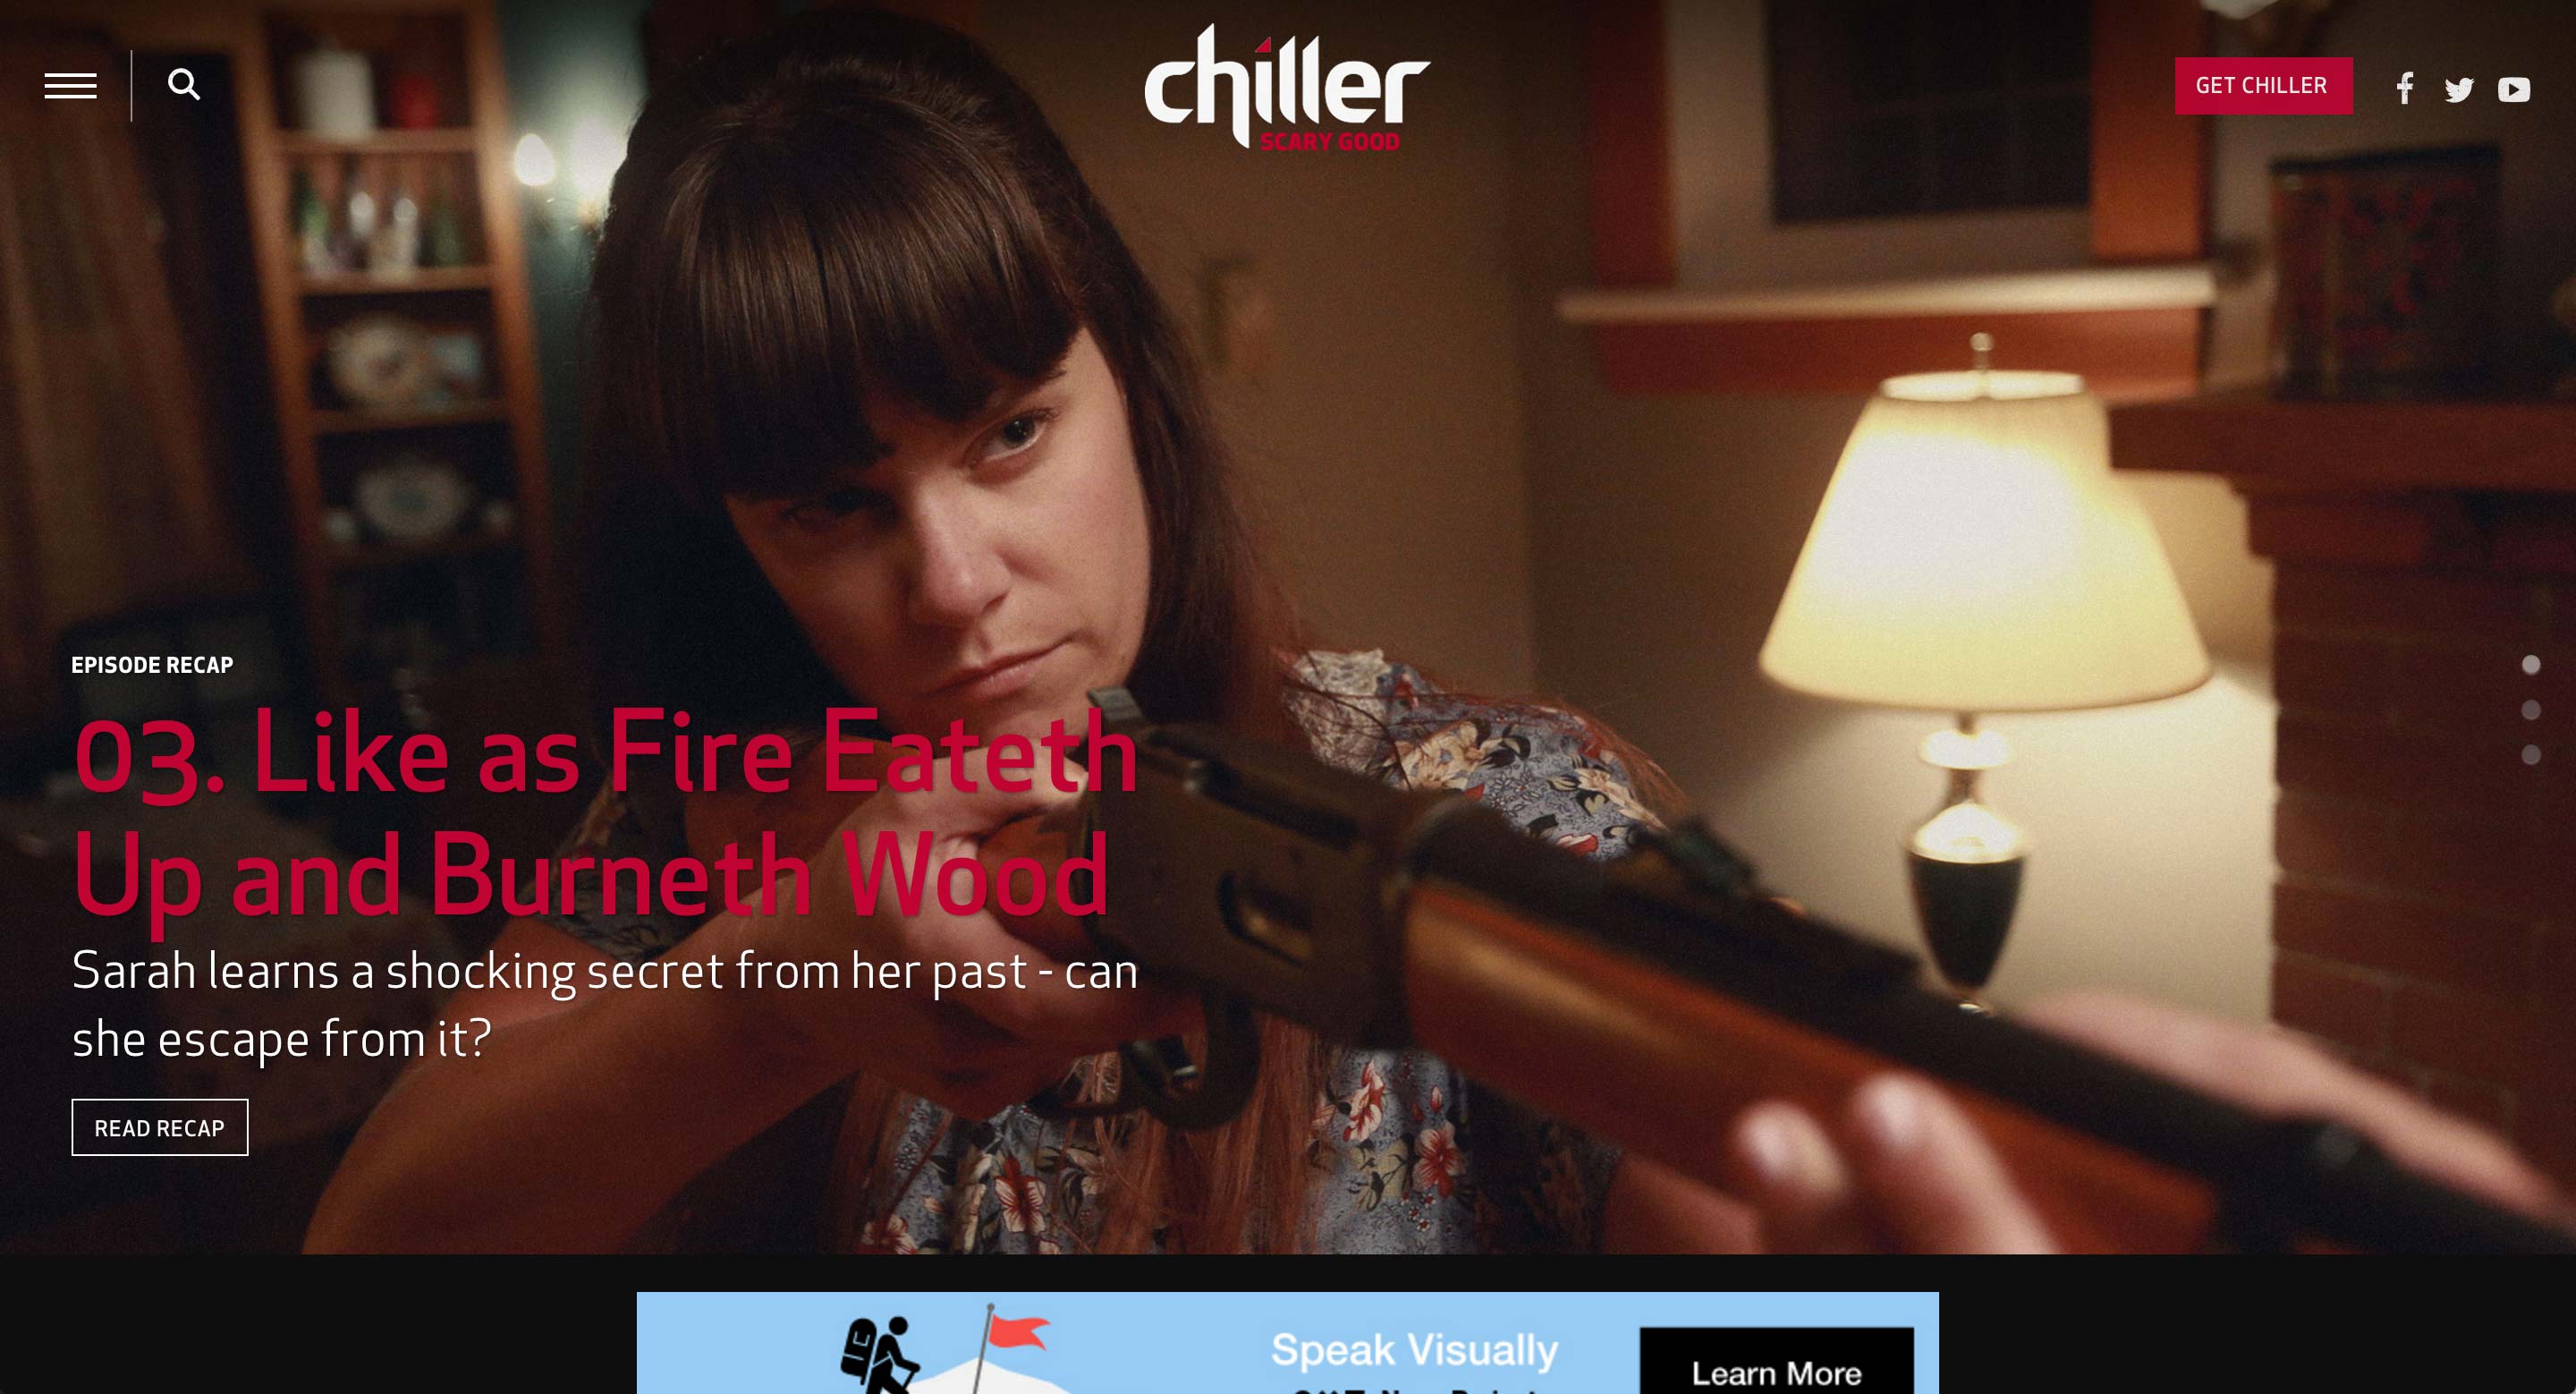 chiller
SCARY GOOD
GET CHILLER
EPISODE RECAP
03. Like as Fire Eateth
Up and Burneth Wood
Sarah learns a shocking secret from her past - can
she escape from it?
READ RECAP
Speak Visually
Learn More